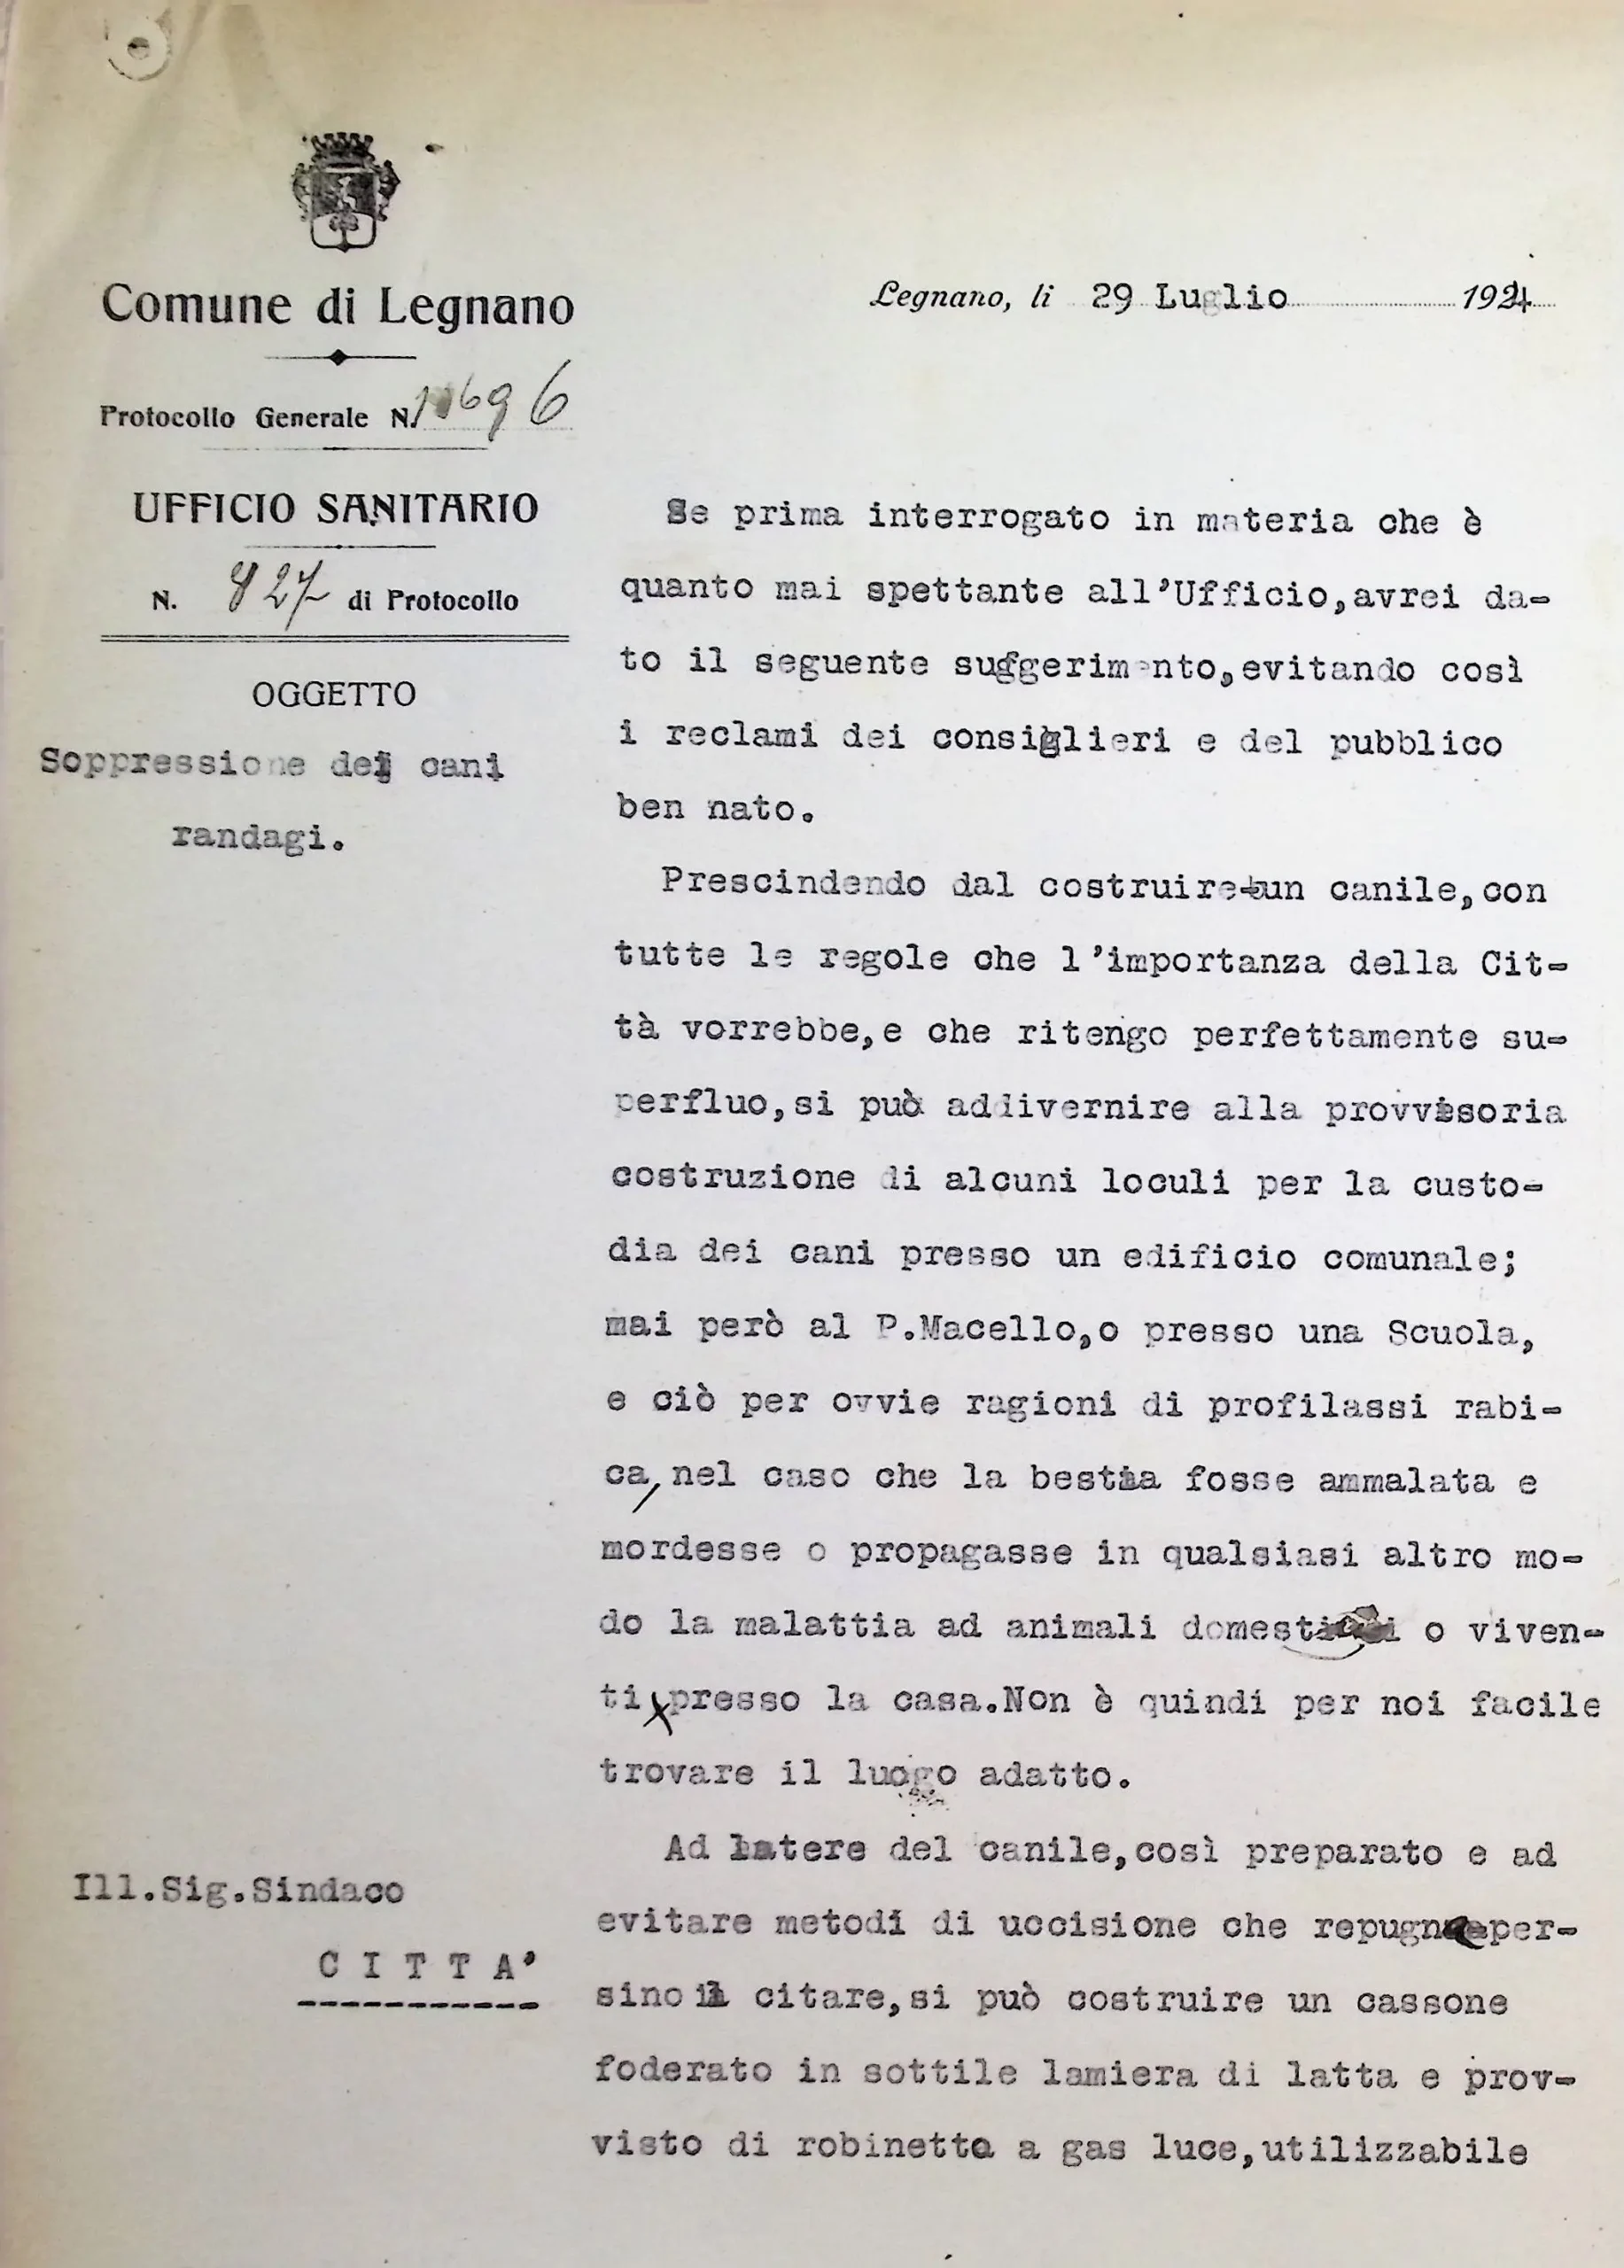 Comune di Legnano
Legnano, li 29 Luglio 1924
Protocollo Generale N.
UFFICIO SANITARIO
N. 827 di Protocollo
OGGETTO
Soppressione dei cani
randagi.
Se prima interrogato in materia che è
quanto mai spettante all'Ufficio,avrei da-
to il seguente suggerimento,evitando così
i reclami dei consiglieri e del pubblico
ben nato.
Prescindendo dal costruire un canile,con
tutte le regole che l'importanza della Cit-
tà vorrebbe,e che ritengo perfettamente su-
perfluo,si può addivernire alla provvisoria
costruzione di alcuni loculi per la custo-
dia dei cani presso un edificio comunale;
mai però al P.Macello,o presso una Scuola,
e ciò per ovvie ragioni di profilassi rabi-
ca, nel caso che la bestia fosse ammalata e
mordesse o propagasse in qualsiasi altro mo-
do la malattia ad animali domestici o viven-
ti presso la casa.Non è quindi per noi facile
trovare il luogo adatto.
Ad latere del canile,così preparato e ad
evitare metodi di uccisione che repugna per-
sino il citare,si può costruire un cassone
foderato in sottile lamiera di latta e prov-
visto di robinetto a gas luce,utilizzabile
Ill.Sig.Sindaco
C I T T A'